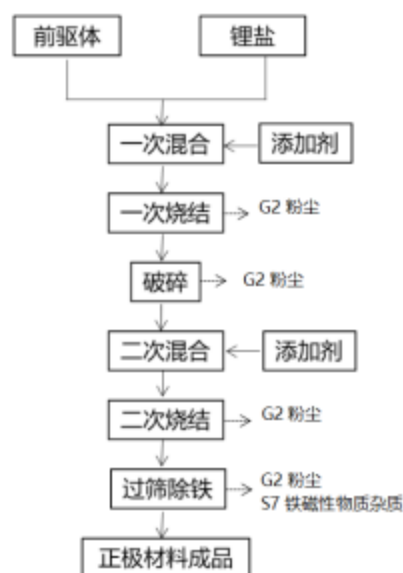 前驱体
锂盐
一次混合
添加剂
一次烧结
G2 粉尘
破碎
G2 粉尘
二次混合
添加剂
二次烧结
G2 粉尘
过筛除铁
G2 粉尘
S7 铁磁性物质杂质
正极材料成品